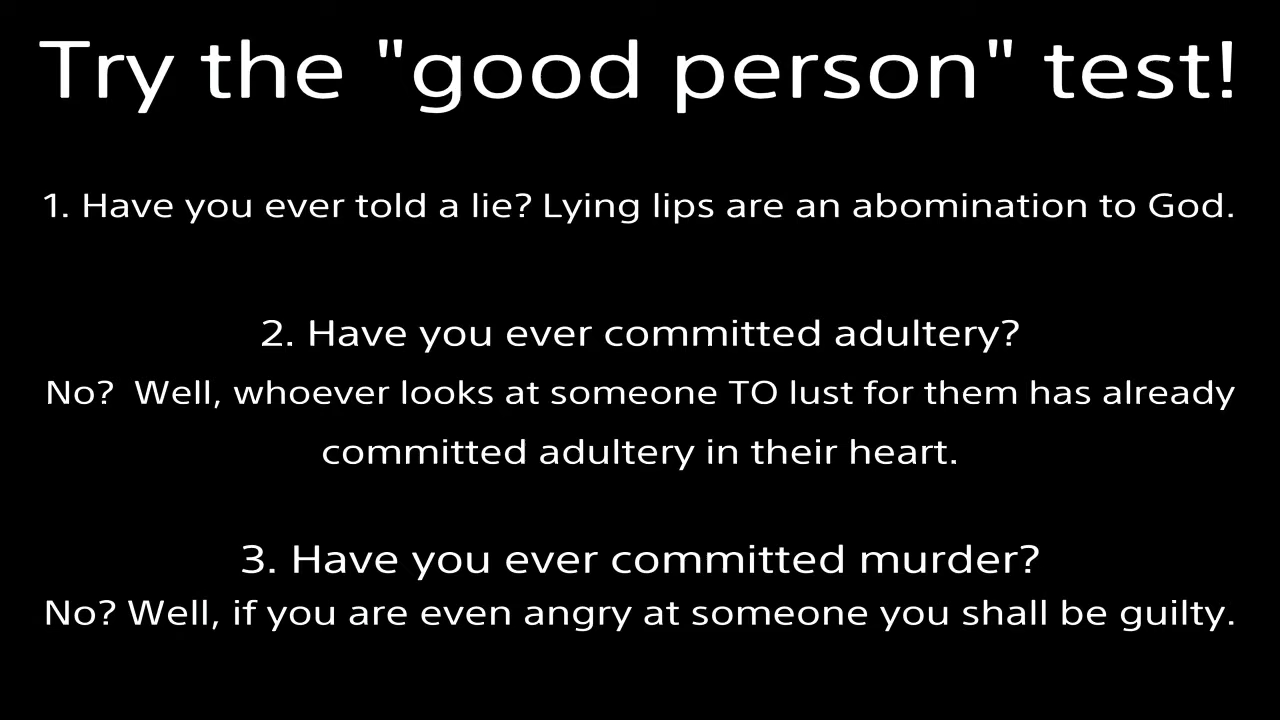 Try the "good person" test!
1. Have you ever told a lie? Lying lips are an abomination to God.
2. Have you ever committed adultery?
No?  Well, whoever looks at someone TO lust for them has already
committed adultery in their heart.
3. Have you ever committed murder?
No? Well, if you are even angry at someone you shall be guilty.